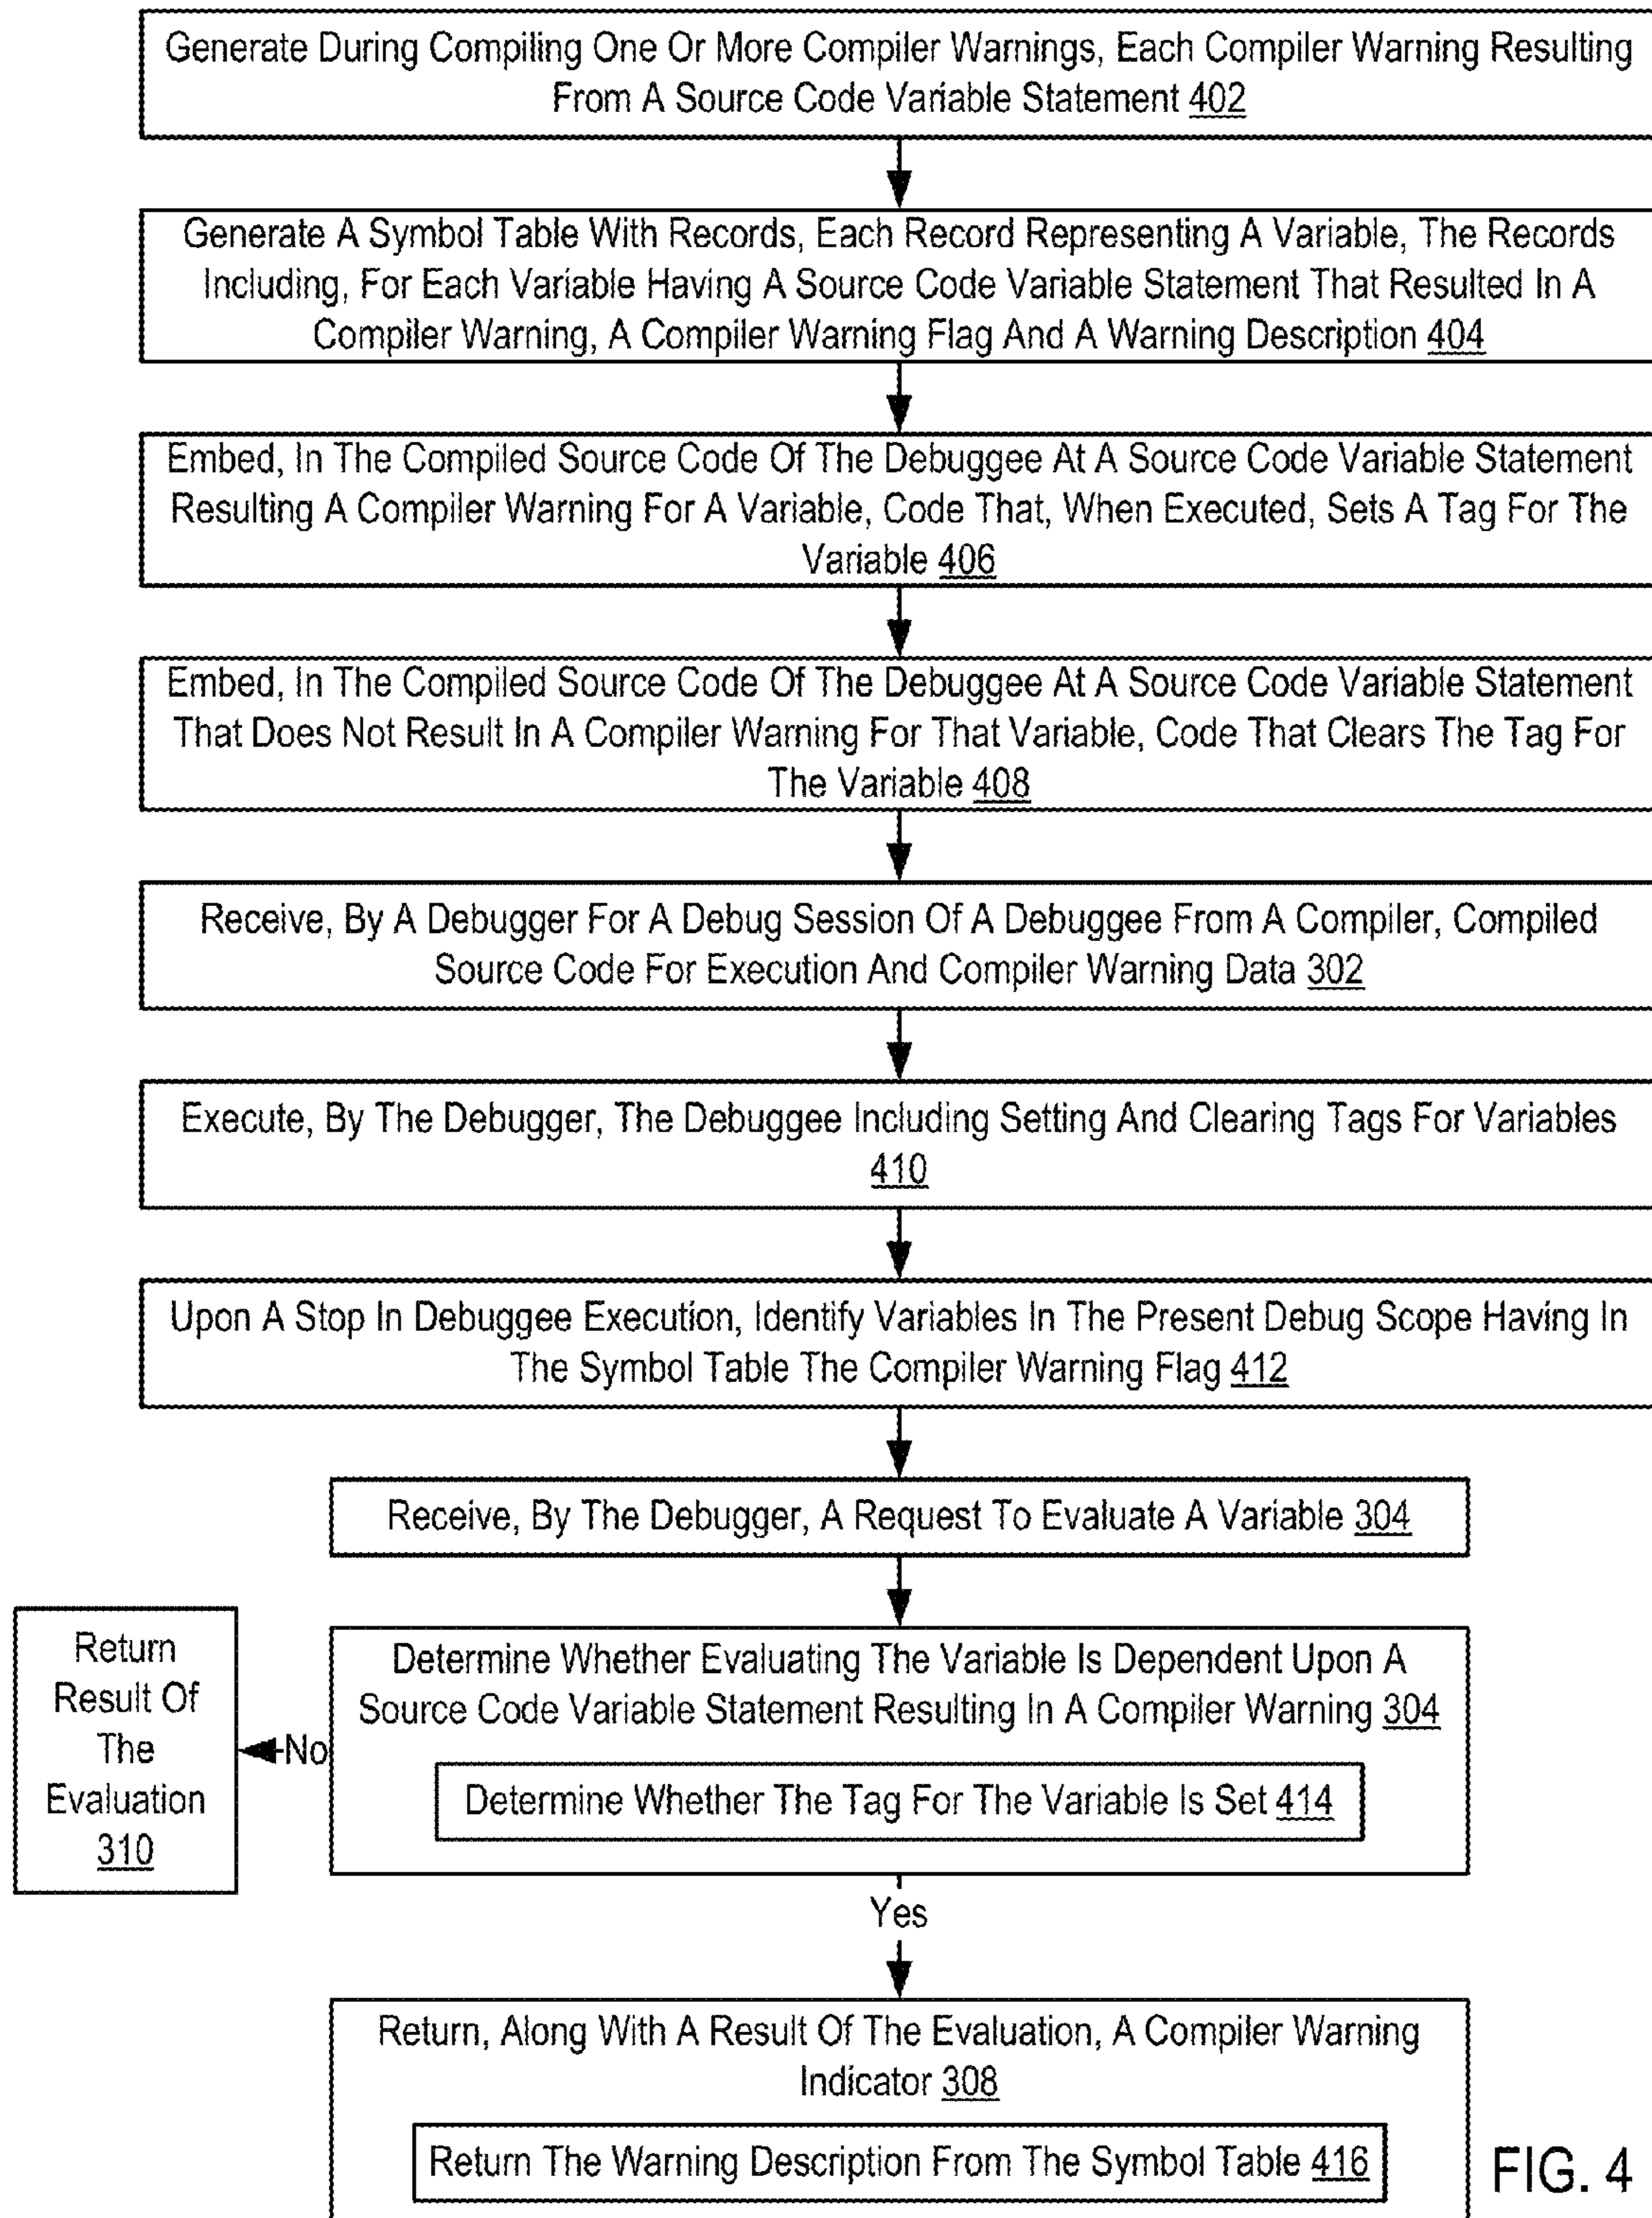 Generate During Compiling One Or More Compiler Warnings, Each Compiler Warning Resulting
From A Source Code Variable Statement 402
Generate A Symbol Table With Records, Each Record Representing A Variable, The Records
Including, For Each Variable Having A Source Code Variable Statement That Resulted In A
Compiler Warning, A Compiler Warning Flag And A Warning Description 404
Embed, In The Compiled Source Code Of The Debuggee At A Source Code Variable Statement
Resulting A Compiler Warning For A Variable, Code That, When Executed, Sets A Tag For The
Variable 406
Embed, In The Compiled Source Code Of The Debuggee At A Source Code Variable Statement
That Does Not Result In A Compiler Warning For That Variable, Code That Clears The Tag For
The Variable 408
Receive, By A Debugger For A Debug Session Of A Debuggee From A Compiler, Compiled
Source Code For Execution And Compiler Warning Data 302
Execute, By The Debugger, The Debuggee Including Setting And Clearing Tags For Variables
410
Upon A Stop In Debuggee Execution, Identify Variables In The Present Debug Scope Having In
The Symbol Table The Compiler Warning Flag 412
Receive, By The Debugger, A Request To Evaluate A Variable 304
Determine Whether Evaluating The Variable Is Dependent Upon A
Source Code Variable Statement Resulting In A Compiler Warning 304
Determine Whether The Tag For The Variable Is Set 414
No
Return
Result Of
The
Evaluation
310
Yes
Return, Along With A Result Of The Evaluation, A Compiler Warning
Indicator 308
Return The Warning Description From The Symbol Table 416
FIG. 4